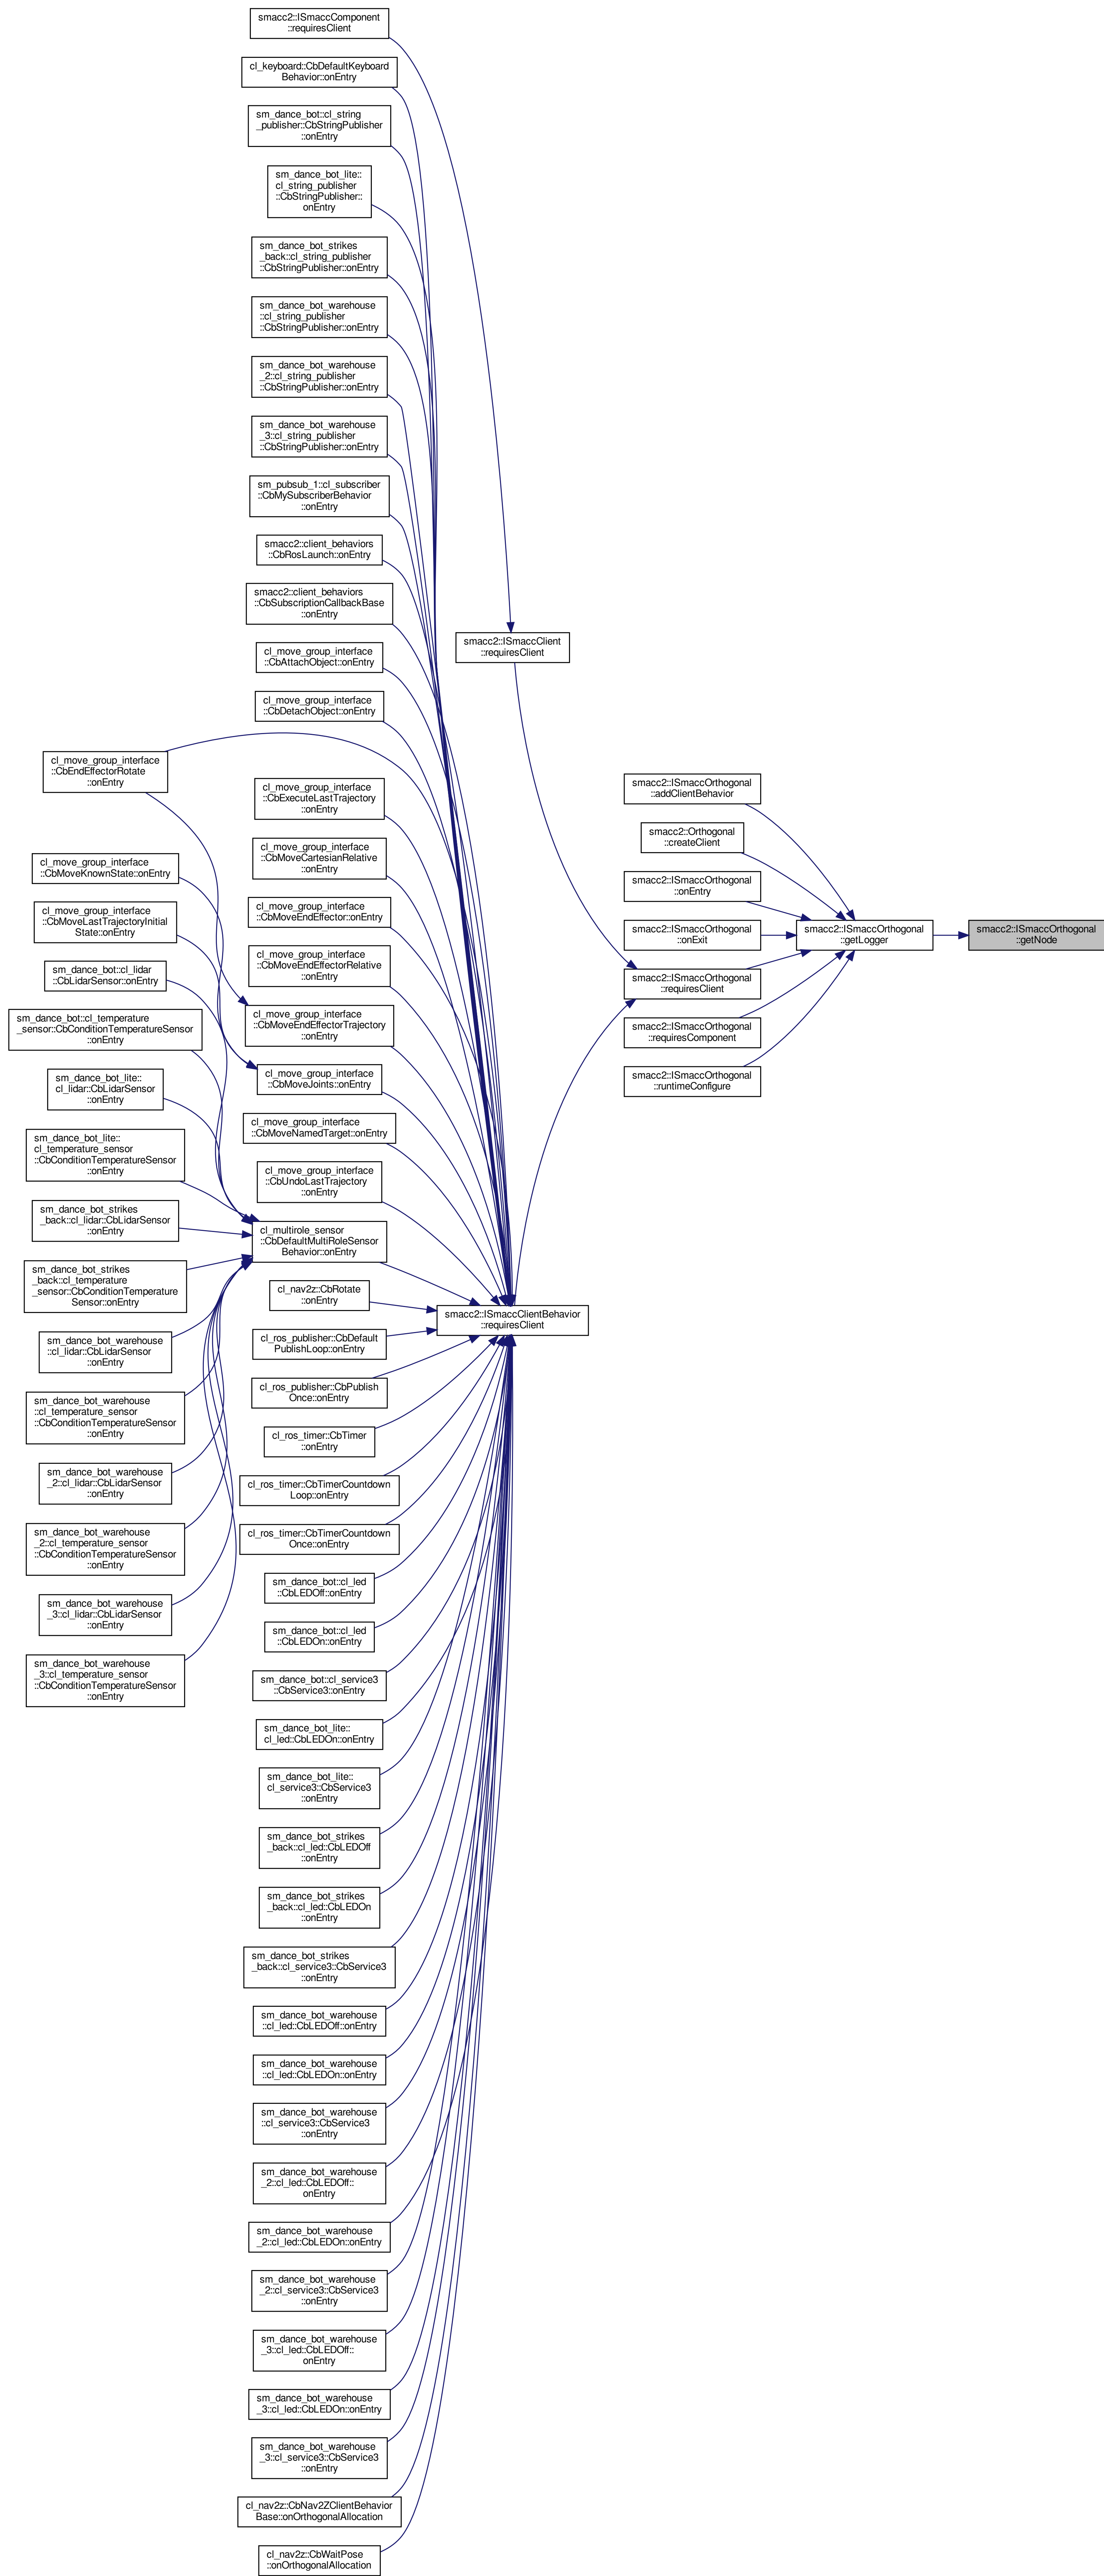 smacc2::ISmaccComponent
::requiresClient
cl_keyboard::CbDefaultKeyboard
Behavior::onEntry
sm_dance_bot::cl_string
_publisher::CbStringPublisher
::onEntry
sm_dance_bot_lite::
cl_string_publisher
::CbStringPublisher::
onEntry
sm_dance_bot_strikes
_back::cl_string_publisher
::CbStringPublisher::onEntry
sm_dance_bot_warehouse
::cl_string_publisher
::CbStringPublisher::onEntry
sm_dance_bot_warehouse
_2::cl_string_publisher
::CbStringPublisher::onEntry
sm_dance_bot_warehouse
_3::cl_string_publisher
::CbStringPublisher::onEntry
sm_pubsub_1::cl_subscriber
::CbMySubscriberBehavior
::onEntry
smacc2::client_behaviors
::CbRosLaunch::onEntry
smacc2::client_behaviors
::CbSubscriptionCallbackBase
::onEntry
cl_move_group_interface
::CbAttachObject::onEntry
cl_move_group_interface
::CbDetachObject::onEntry
cl_move_group_interface
::CbExecuteLastTrajectory
::onEntry
cl_move_group_interface
::CbMoveCartesianRelative
::onEntry
cl_move_group_interface
::CbMoveEndEffector::onEntry
cl_move_group_interface
::CbMoveEndEffectorRelative
::onEntry
cl_move_group_interface
::CbMoveEndEffectorTrajectory
::onEntry
cl_move_group_interface
::CbMoveJoints::onEntry
cl_move_group_interface
::CbMoveNamedTarget::onEntry
cl_move_group_interface
::CbUndoLastTrajectory
::onEntry
cl_multirole_sensor
::CbDefaultMultiRoleSensor
Behavior::onEntry
cl_nav2z::CbRotate
::onEntry
cl_ros_publisher::CbDefault
PublishLoop::onEntry
cl_ros_publisher::CbPublish
Once::onEntry
cl_ros_timer::CbTimer
::onEntry
cl_ros_timer::CbTimerCountdown
Loop::onEntry
cl_ros_timer::CbTimerCountdown
Once::onEntry
sm_dance_bot::cl_led
::CbLEDOff::onEntry
sm_dance_bot::cl_led
::CbLEDOn::onEntry
sm_dance_bot::cl_service3
::CbService3::onEntry
sm_dance_bot_lite::
cl_led::CbLEDOn::onEntry
sm_dance_bot_lite::
cl_service3::CbService3
::onEntry
sm_dance_bot_strikes
_back::cl_led::CbLEDOff
::onEntry
sm_dance_bot_strikes
_back::cl_led::CbLEDOn
::onEntry
sm_dance_bot_strikes
_back::cl_service3::CbService3
::onEntry
sm_dance_bot_warehouse
::cl_led::CbLEDOff::onEntry
sm_dance_bot_warehouse
::cl_led::CbLEDOn::onEntry
sm_dance_bot_warehouse
::cl_service3::CbService3
::onEntry
sm_dance_bot_warehouse
_2::cl_led::CbLEDOff::
onEntry
sm_dance_bot_warehouse
_2::cl_led::CbLEDOn::onEntry
sm_dance_bot_warehouse
_2::cl_service3::CbService3
::onEntry
sm_dance_bot_warehouse
_3::cl_led::CbLEDOff::
onEntry
sm_dance_bot_warehouse
_3::cl_led::CbLEDOn::onEntry
sm_dance_bot_warehouse
_3::cl_service3::CbService3
::onEntry
cl_nav2z::CbNav2ZClientBehavior
Base::onOrthogonalAllocation
cl_nav2z::CbWaitPose
::onOrthogonalAllocation
cl_move_group_interface
::CbEndEffectorRotate
::onEntry
cl_move_group_interface
::CbMoveKnownState::onEntry
cl_move_group_interface
::CbMoveLastTrajectoryInitial
State::onEntry
sm_dance_bot::cl_lidar
::CbLidarSensor::onEntry
sm_dance_bot::cl_temperature
_sensor::CbConditionTemperatureSensor
::onEntry
sm_dance_bot_lite::
cl_lidar::CbLidarSensor
::onEntry
sm_dance_bot_lite::
cl_temperature_sensor
::CbConditionTemperatureSensor
::onEntry
sm_dance_bot_strikes
_back::cl_lidar::CbLidarSensor
::onEntry
sm_dance_bot_strikes
_back::cl_temperature
_sensor::CbConditionTemperature
Sensor::onEntry
sm_dance_bot_warehouse
::cl_lidar::CbLidarSensor
::onEntry
sm_dance_bot_warehouse
::cl_temperature_sensor
::CbConditionTemperatureSensor
::onEntry
sm_dance_bot_warehouse
_2::cl_lidar::CbLidarSensor
::onEntry
sm_dance_bot_warehouse
_2::cl_temperature_sensor
::CbConditionTemperatureSensor
::onEntry
sm_dance_bot_warehouse
_3::cl_lidar::CbLidarSensor
::onEntry
sm_dance_bot_warehouse
_3::cl_temperature_sensor
::CbConditionTemperatureSensor
::onEntry
smacc2::ISmaccClient
::requiresClient
smacc2::ISmaccClientBehavior
::requiresClient
smacc2::ISmaccOrthogonal
::addClientBehavior
smacc2::Orthogonal
::createClient
smacc2::ISmaccOrthogonal
::onEntry
smacc2::ISmaccOrthogonal
::onExit
smacc2::ISmaccOrthogonal
::requiresClient
smacc2::ISmaccOrthogonal
::requiresComponent
smacc2::ISmaccOrthogonal
::runtimeConfigure
smacc2::ISmaccOrthogonal
::getLogger
smacc2::ISmaccOrthogonal
::getNode